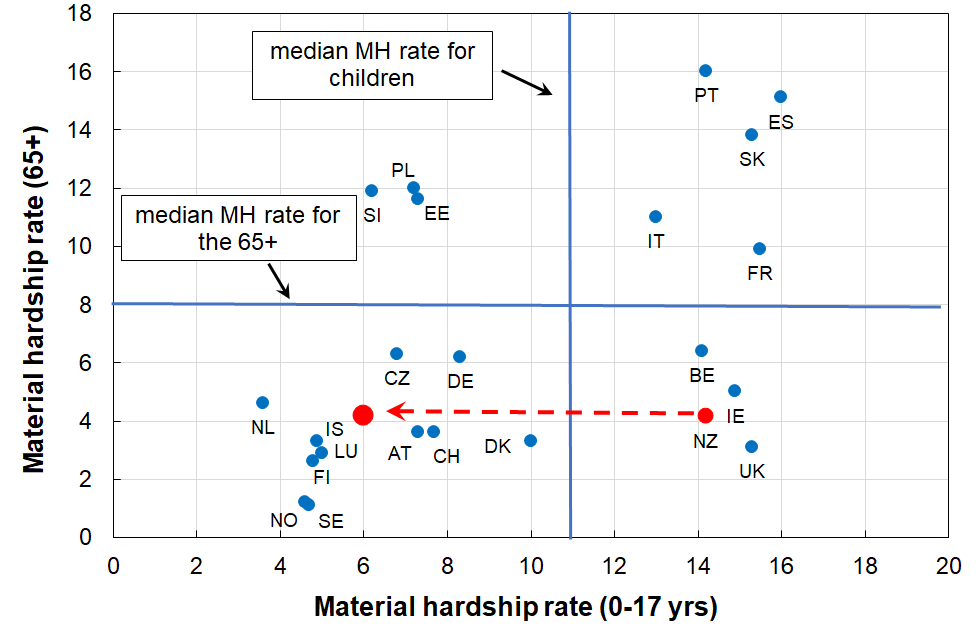 18
16
14
12
10
8
6
4
2
0
Material hardship rate (65+)
median MH rate for
children
median MH rate for
the 65+
PT
ES
SK
PL
SI
EE
IT
FR
CZ
DE
BE
NL
IS
LU
FI
AT
CH
DK
IE
NZ
UK
NO
SE
0 2 4 6 8 10 12 14 16 18 20
Material hardship rate (0-17 yrs)